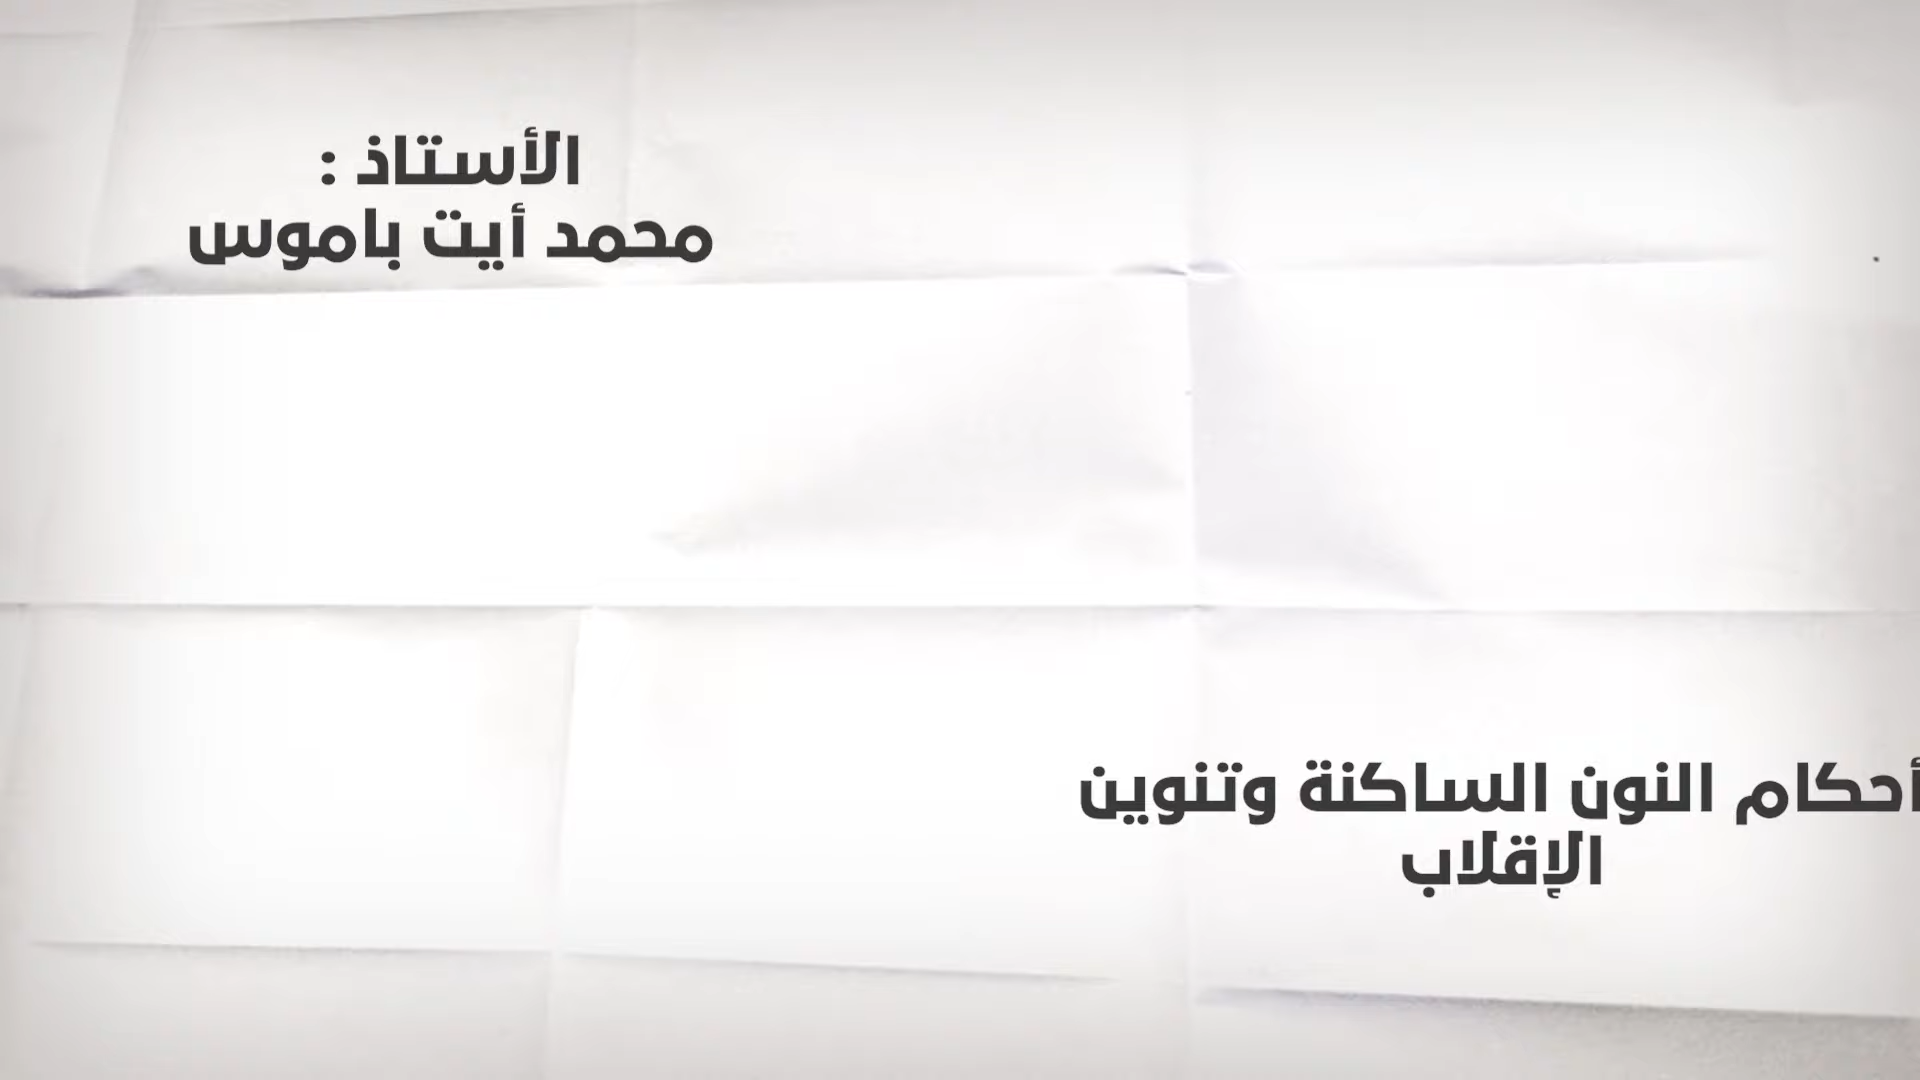 الأستاذ :
محمد أيت باموس
أحكام النون الساكنة وتنوين
الإقلاب